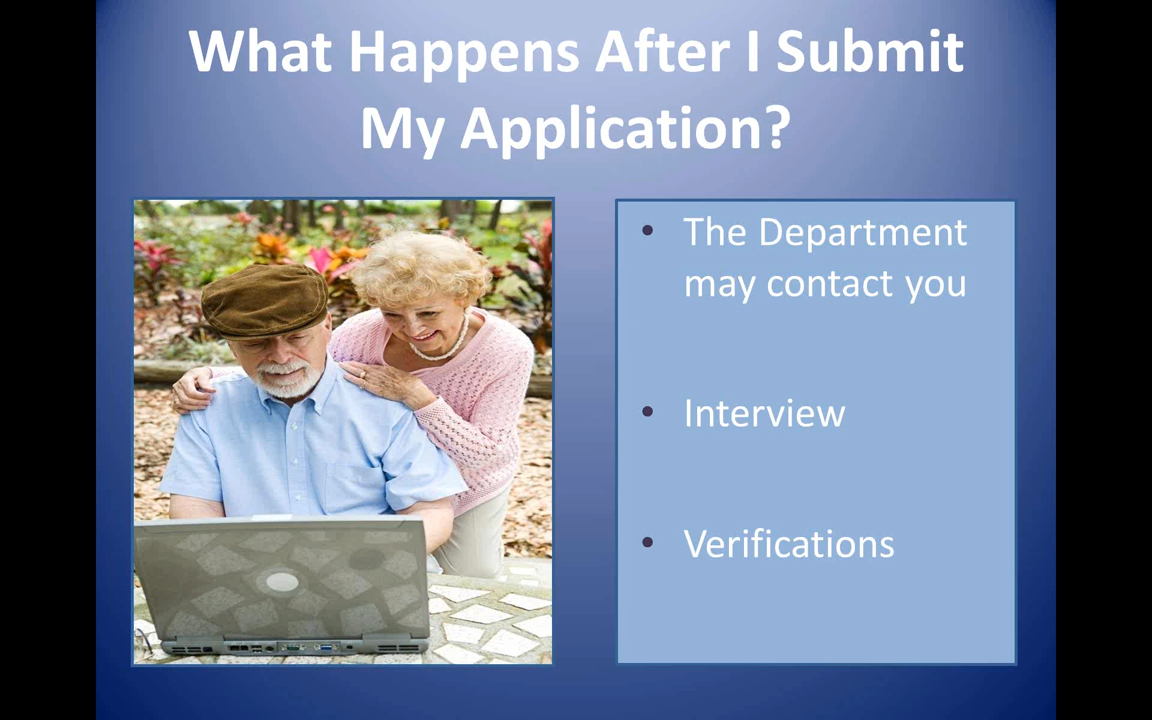 What Happens After I Submit
My Application?
• The Department
may contact you
• Interview
• Verifications